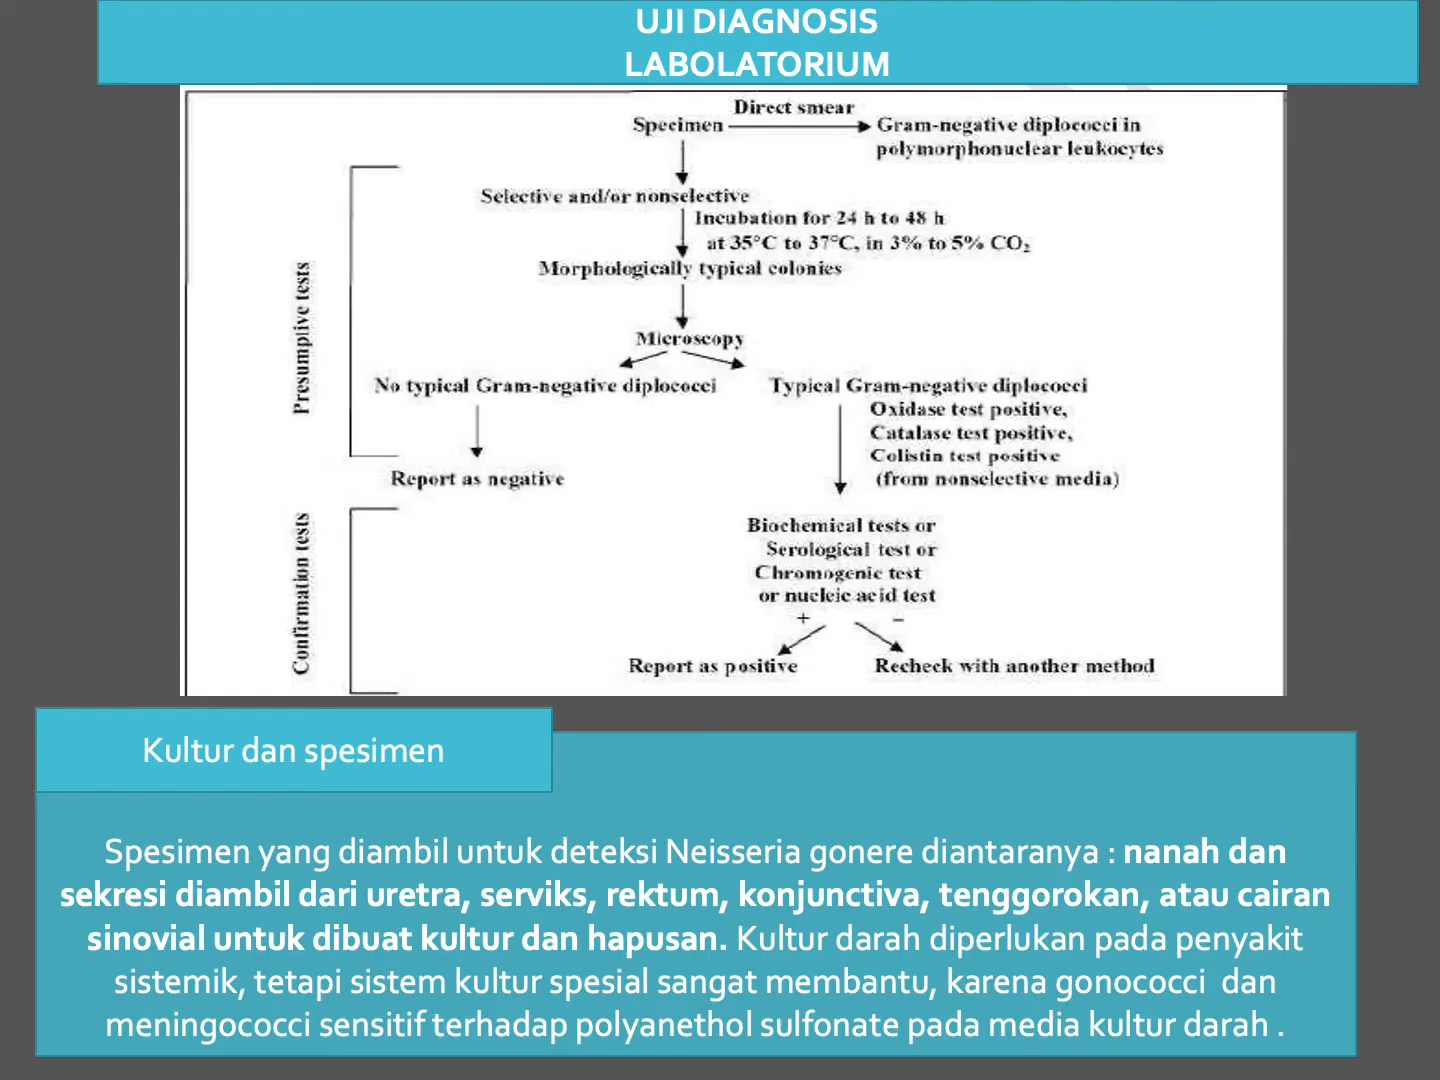 UJI DIAGNOSIS
LABOLATORIUM
Direct smear
Specimen
Gram-negative diplococci in
polymorphonuclear leukocytes
Selective and/or nonselective
Incubation for 24 h to 48 h
at 35°C to 37°C, in 3% to 5% CO₂
Morphologically typical colonies
Microscopy
No typical Gram-negative diplococci
Typical Gram-negative diplococci
Oxidase test positive,
Catalase test positive,
Colistin test positive
(from nonselective media)
Report as negative
Presumptive tests
Biochemical tests or
Serological test or
Chromogenic test
or nucleic acid test
+
–
Report as positive
Recheck with another method
Confirmation tests
Kultur dan spesimen
Spesimen yang diambil untuk deteksi Neisseria gonere diantaranya : nanah dan
sekresi diambil dari uretra, serviks, rektum, konjunctiva, tenggorokan, atau cairan
sinovial untuk dibuat kultur dan hapusan. Kultur darah diperlukan pada penyakit
sistemik, tetapi sistem kultur spesial sangat membantu, karena gonococci dan
meningococci sensitif terhadap polyanethol sulfonate pada media kultur darah .